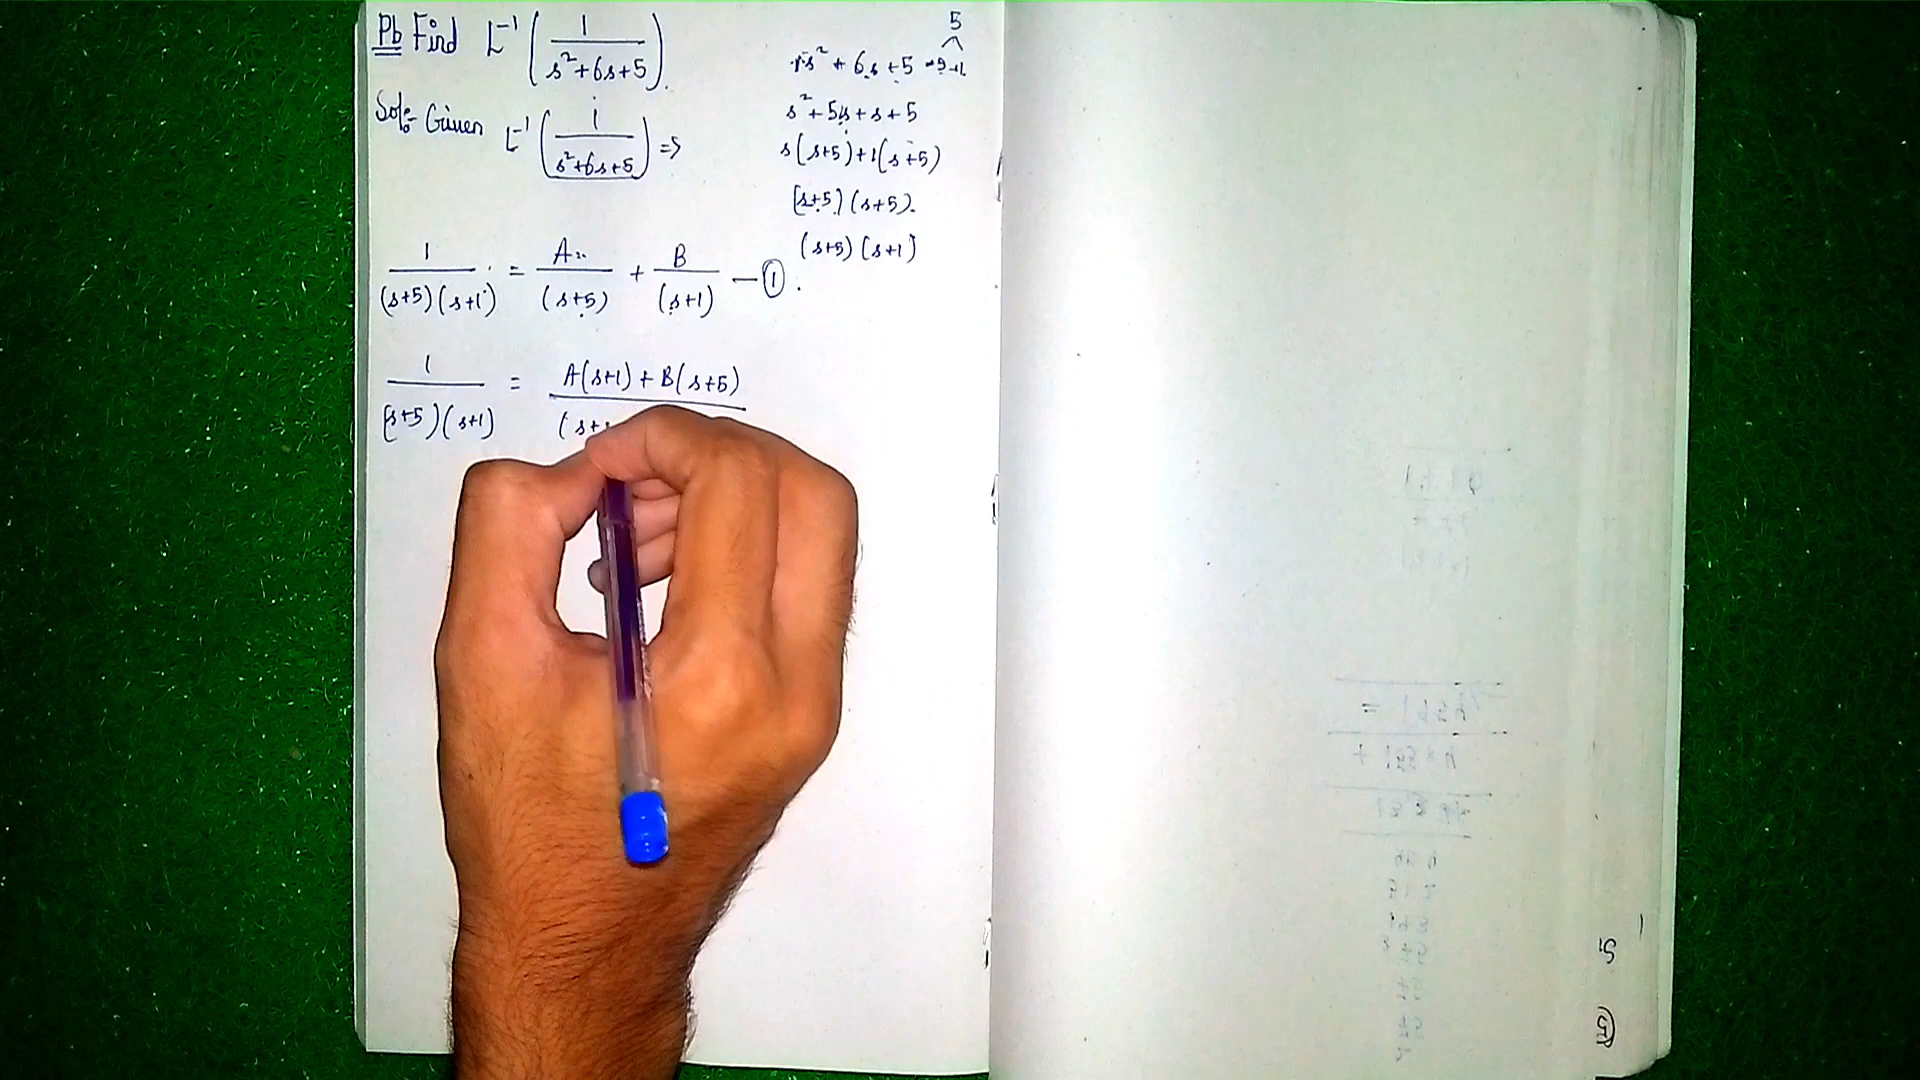 Pb Find L⁻¹ ( 1 / s²+6s+5 ).
Sol:- Given L⁻¹ ( 1 / s²+6s+5 ) =>
1 / (s+5)(s+1) = A / (s+5) + B / (s+1) — ①.
1 / (s+5)(s+1) = A(s+1) + B(s+5) / (s+
5
s² + 6s + 5
s² + 5s + s + 5
s(s+5)+1(s+5)
(s+5)(s+5).
(s+5)(s+1)